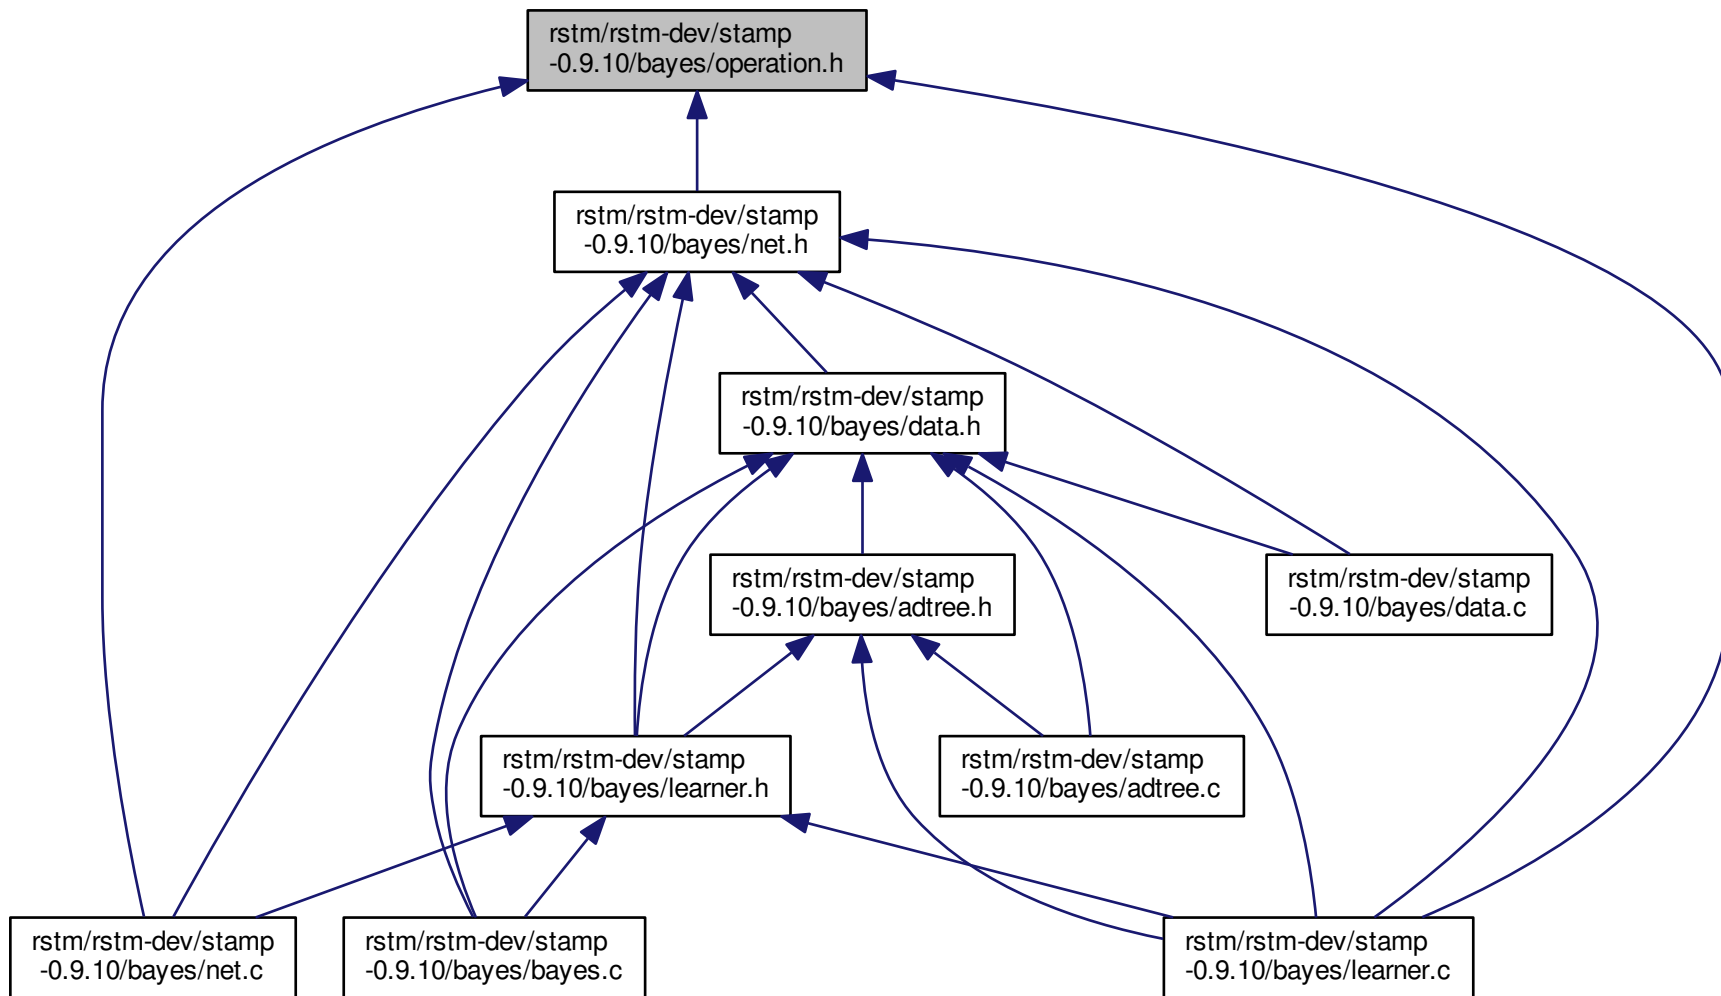 rstm/rstm-dev/stamp
-0.9.10/bayes/operation.h
rstm/rstm-dev/stamp
-0.9.10/bayes/net.h
rstm/rstm-dev/stamp
-0.9.10/bayes/data.h
rstm/rstm-dev/stamp
-0.9.10/bayes/adtree.h
rstm/rstm-dev/stamp
-0.9.10/bayes/data.c
rstm/rstm-dev/stamp
-0.9.10/bayes/learner.h
rstm/rstm-dev/stamp
-0.9.10/bayes/adtree.c
rstm/rstm-dev/stamp
-0.9.10/bayes/net.c
rstm/rstm-dev/stamp
-0.9.10/bayes/bayes.c
rstm/rstm-dev/stamp
-0.9.10/bayes/learner.c